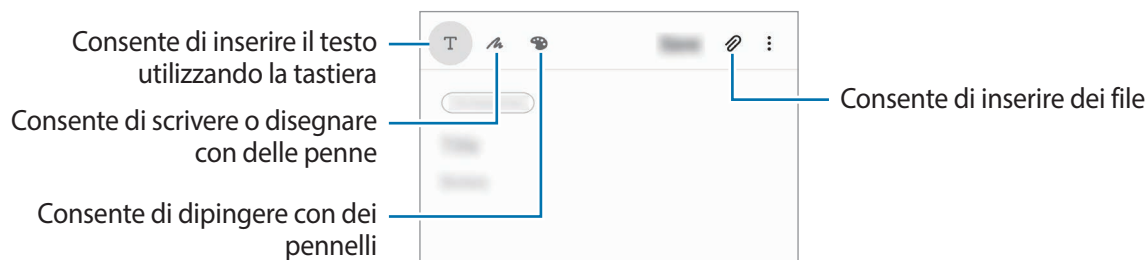 Consente di inserire il testo
utilizzando la tastiera
Consente di scrivere o disegnare
con delle penne
Consente di dipingere con dei
pennelli
T
Consente di inserire dei file